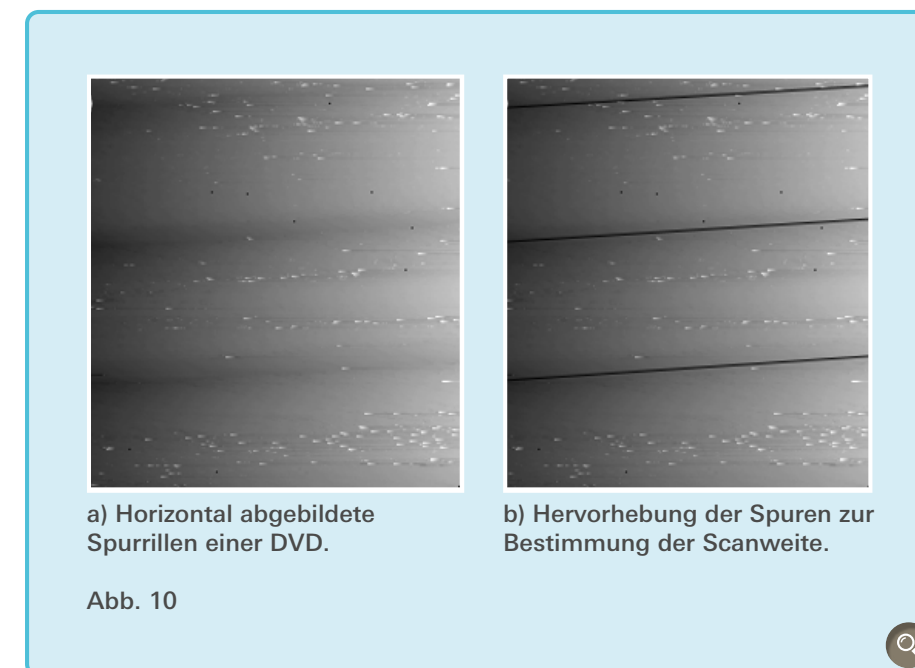 a) Horizontal abgebildete
Spurrillen einer DVD.
b) Hervorhebung der Spuren zur
Bestimmung der Scanweite.
Abb. 10